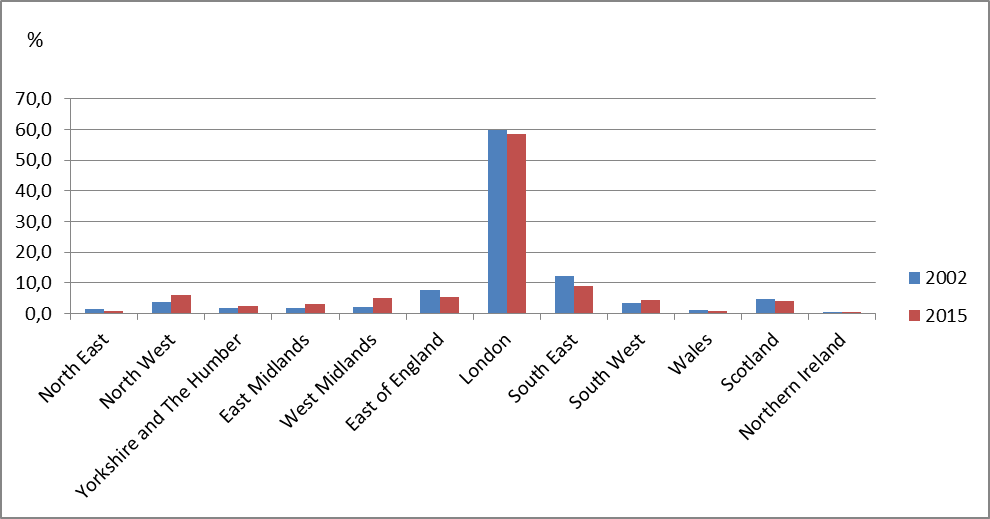 %
70,0
60,0
50,0
40,0
30,0
20,0
10,0
0,0
North East
North West
Yorkshire and The Humber
East Midlands
West Midlands
East of England
London
South East
South West
Wales
Scotland
Northern Ireland
2002
2015